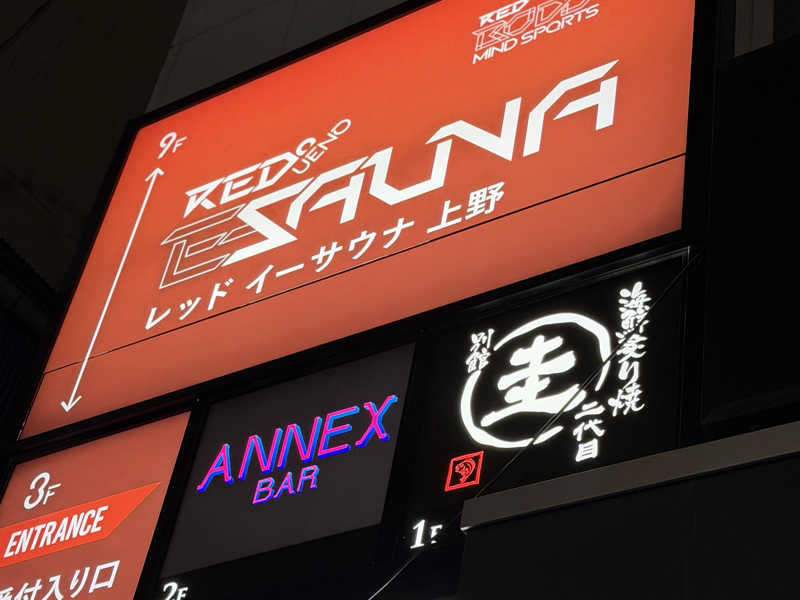 RED°
MIND SPORTS
9F
RED°
UENO
E-SAUNA
レッド イーサウナ 上野
3F
ENTRANCE
受付入り口
ANNEX
BAR
2F
別館
圭
二代目
海鮮炙り焼
1F